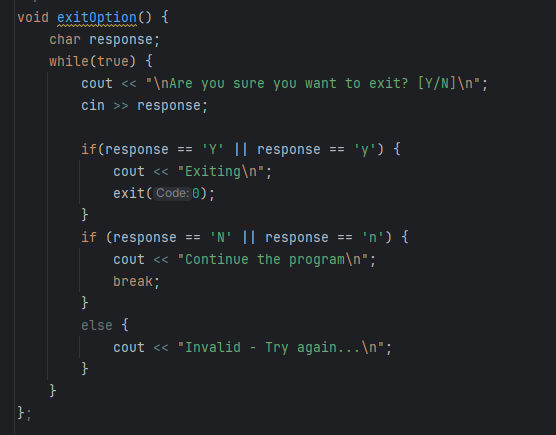 void exitOption() {
    char response;
    while(true) {
        cout << "\nAre you sure you want to exit? [Y/N]\n";
        cin >> response;

        if(response == 'Y' || response == 'y') {
            cout << "Exiting\n";
            exit(Code:0);
        }
        if (response == 'N' || response == 'n') {
            cout << "Continue the program\n";
            break;
        }
        else {
            cout << "Invalid - Try again...\n";
        }
    }
};